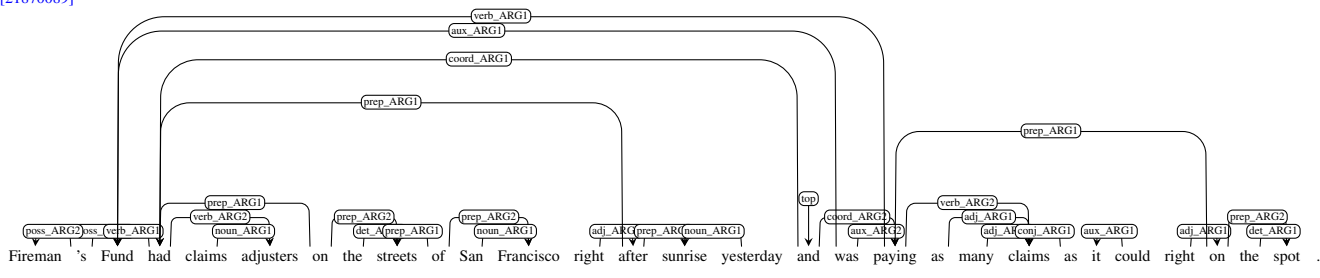 [21870009]
verb_ARG1
aux_ARG1
coord_ARG1
prep_ARG1
prep_ARG1
top
prep_ARG1 verb_ARG2
verb_ARG2 prep_ARG2 prep_ARG2 coord_ARG2 adj_ARG1 prep_ARG2
poss_ARG2 verb_ARG1 noun_ARG1 prep_ARG1 noun_ARG1 noun_ARG1 aux_ARG2 conj_ARG1 aux_ARG1 adj_ARG1 det_ARG1
Fireman 's Fund had claims adjusters on the streets of San Francisco right after sunrise yesterday and was paying as many claims as it could right on the spot .